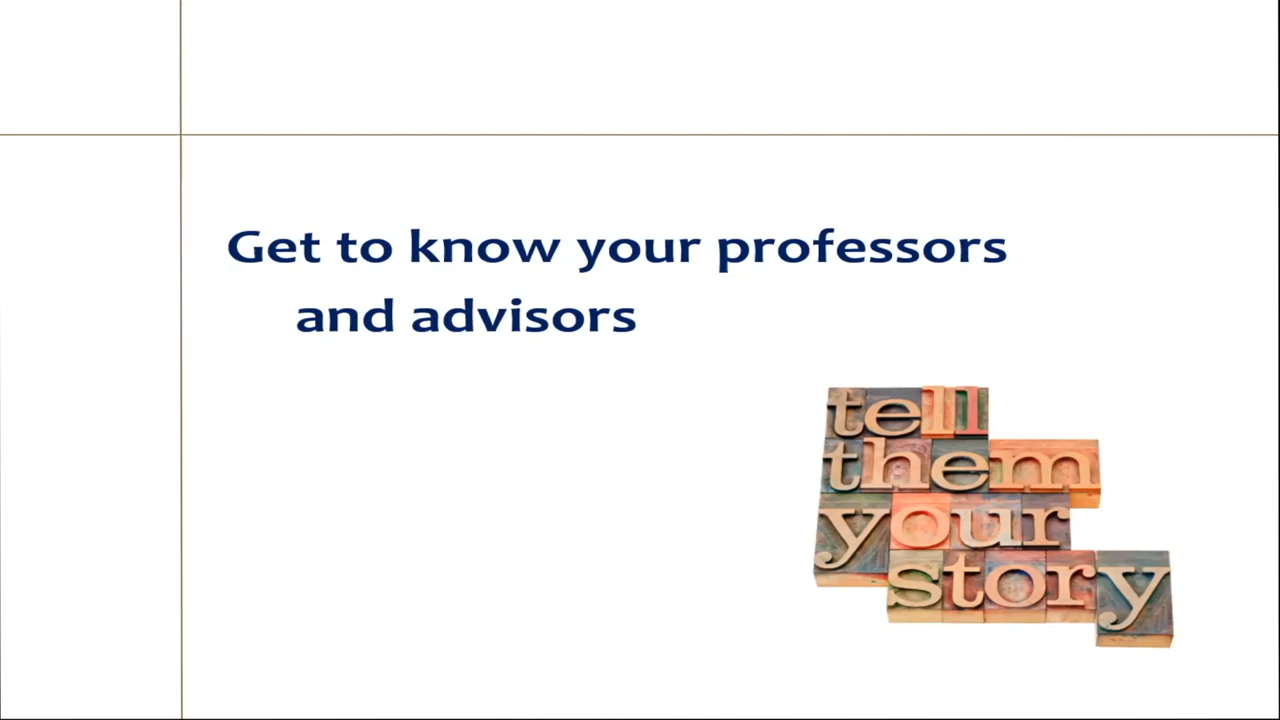 Get to know your professors
and advisors
tell
them
your
story